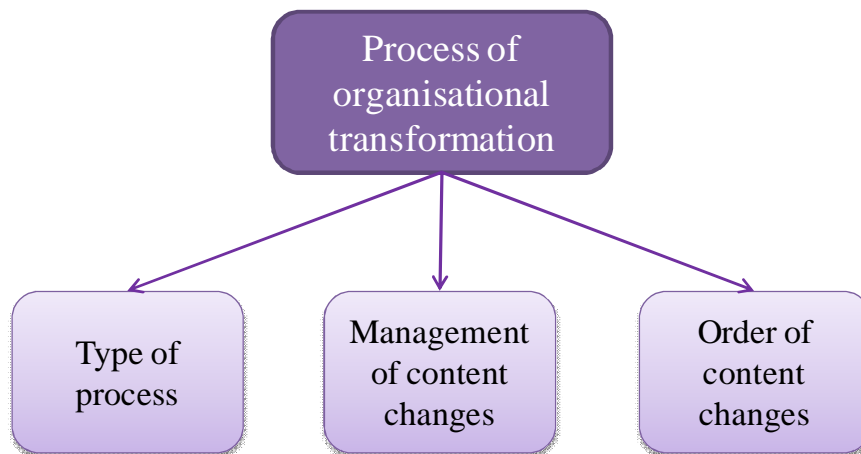 Process of
organisational
transformation
Type of
process
Management
of content
changes
Order of
content
changes